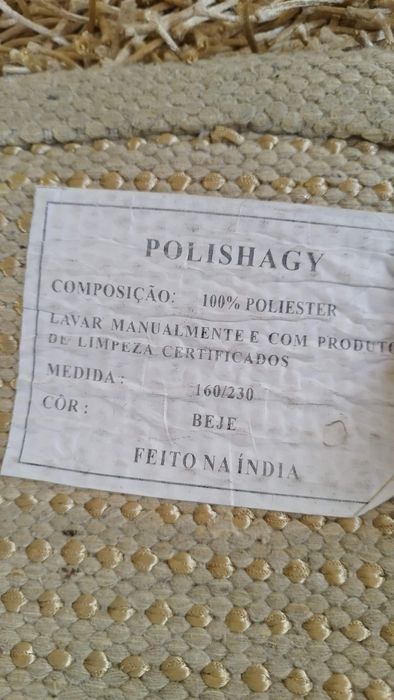 POLISHAGY
COMPOSIÇÃO: 100% POLIESTER
LAVAR MANUALMENTE E COM PRODUTO
DE LIMPEZA CERTIFICADOS
MEDIDA : 160/230
CÔR : BEJE
FEITO NA ÍNDIA